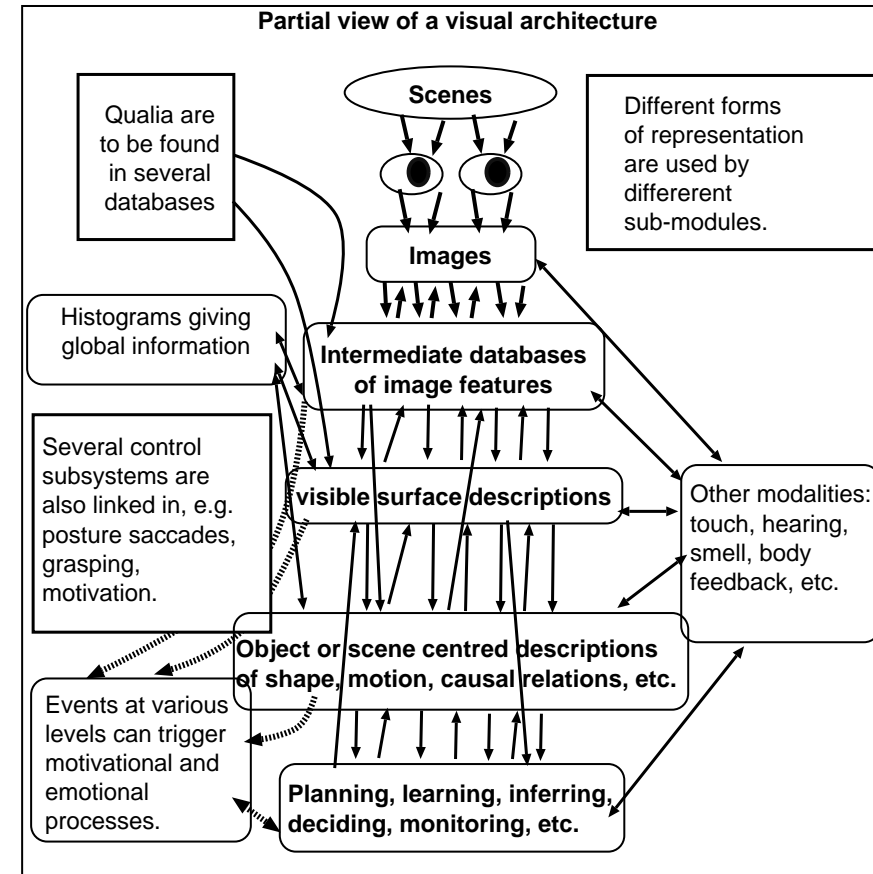 Partial view of a visual architecture
Qualia are
to be found
in several
databases
Scenes
Different forms
of representation
are used by
differerent
sub-modules.
Images
Histograms giving
global information
Intermediate databases
of image features
Several control
subsystems are
also linked in, e.g.
posture saccades,
grasping,
motivation.
visible surface descriptions
Other modalities:
touch, hearing,
smell, body
feedback, etc.
Object or scene centred descriptions
of shape, motion, causal relations, etc.
Events at various
levels can trigger
motivational and
emotional
processes.
Planning, learning, inferring,
deciding, monitoring, etc.